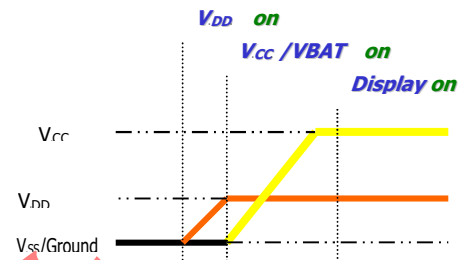 VDD on
VCC /VBAT on
Display on
VCC
VDD
VSS/Ground